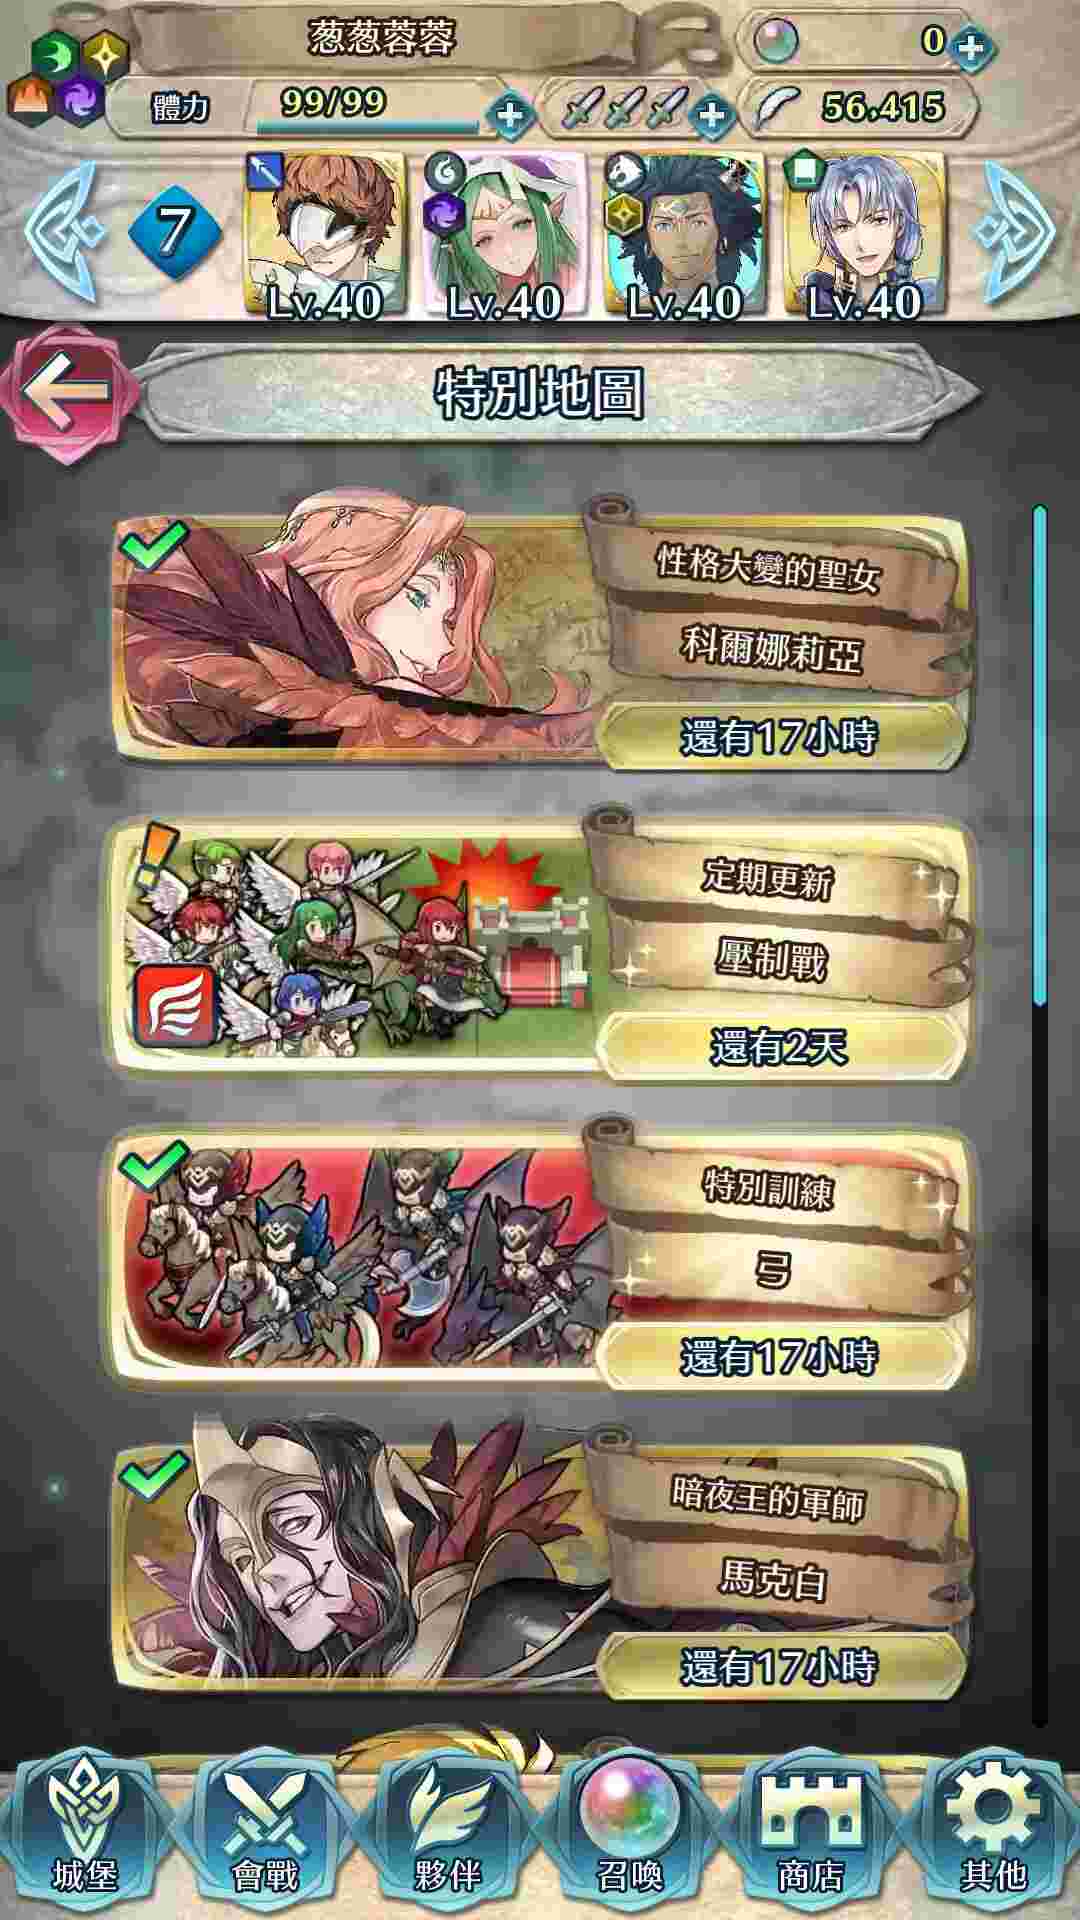 葱葱蓉蓉
0
體力
99/99
56,415
7
Lv.40
Lv.40
Lv.40
Lv.40
特別地圖
性格大變的聖女
科爾娜莉亞
還有17小時
定期更新
壓制戰
還有2天
特別訓練
弓
還有17小時
暗夜王的軍師
馬克白
還有17小時
城堡
會戰
夥伴
召喚
商店
其他